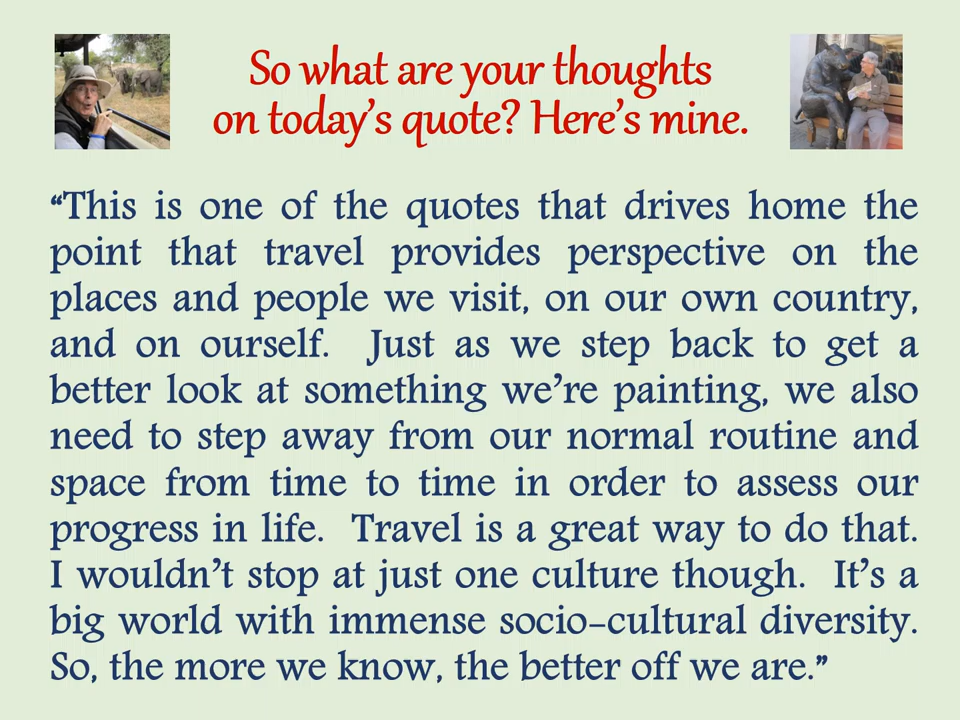 So what are your thoughts
on today’s quote? Here’s mine.
“This is one of the quotes that drives home the
point that travel provides perspective on the
places and people we visit, on our own country,
and on ourself. Just as we step back to get a
better look at something we’re painting, we also
need to step away from our normal routine and
space from time to time in order to assess our
progress in life. Travel is a great way to do that.
I wouldn’t stop at just one culture though. It’s a
big world with immense socio-cultural diversity.
So, the more we know, the better off we are.”